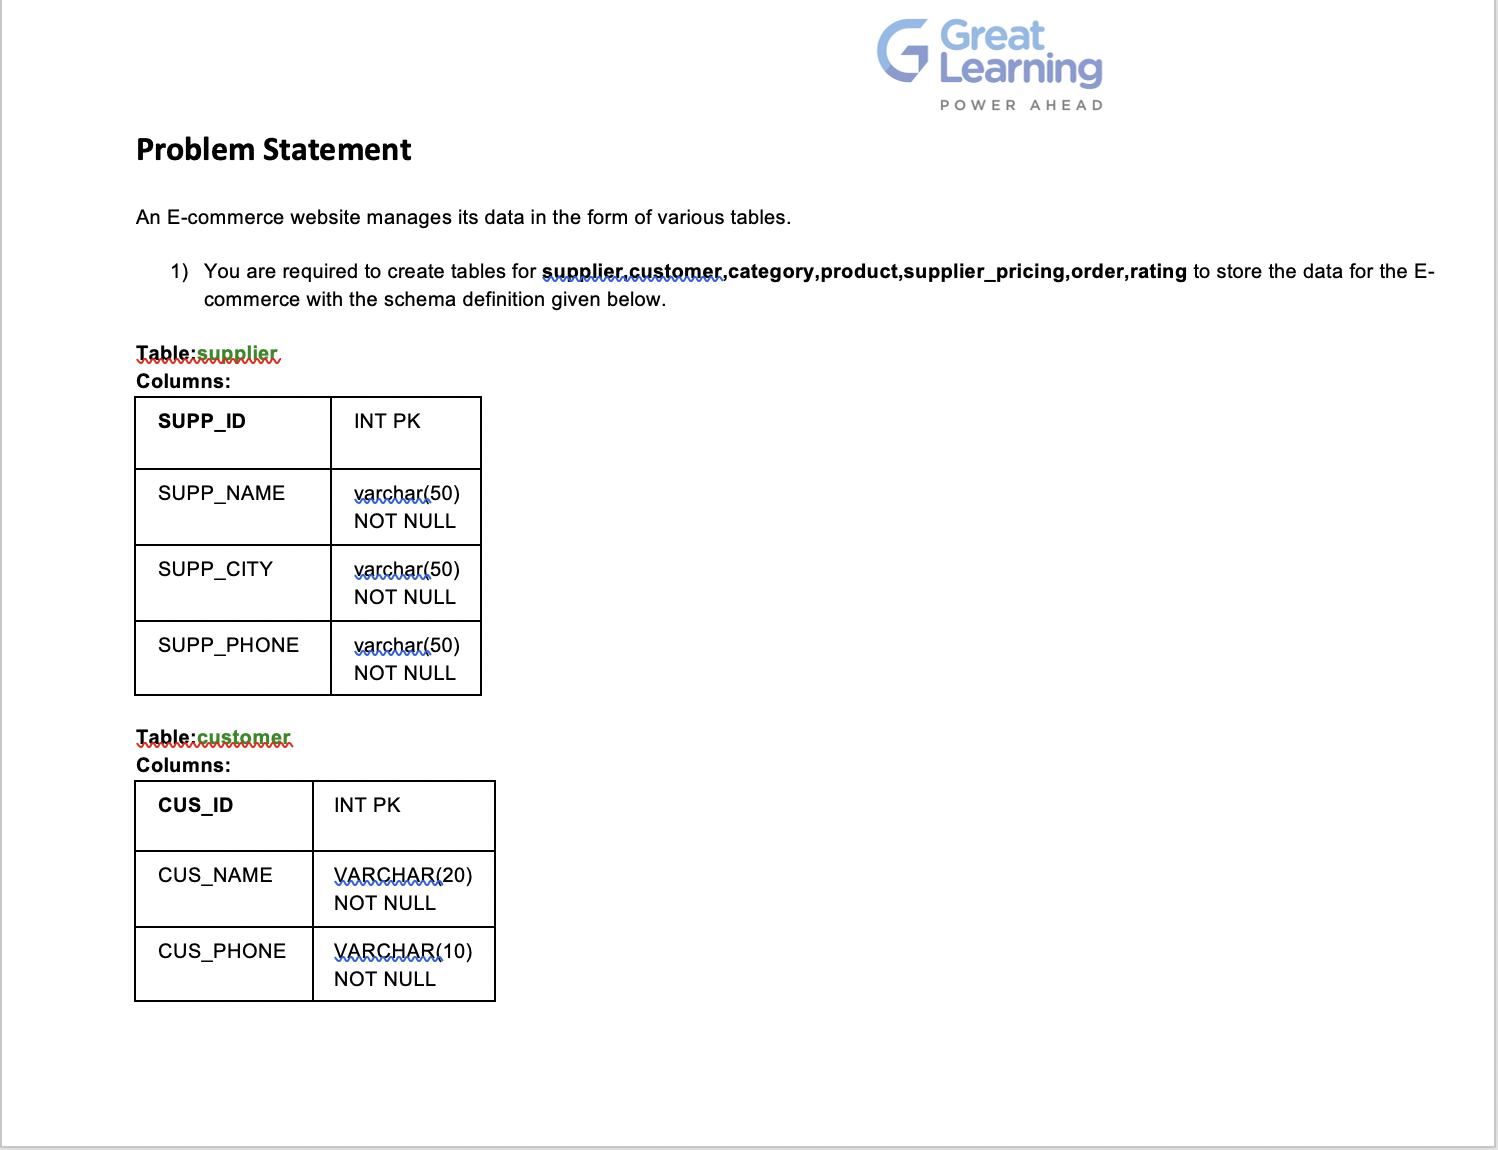 Great
Learning
POWER AHEAD
Problem Statement
An E-commerce website manages its data in the form of various tables.
1) You are required to create tables for supplier,customer,category,product,supplier_pricing,order,rating to store the data for the E-
commerce with the schema definition given below.
Table:supplier
Columns:
SUPP_ID INT PK
SUPP_NAME varchar(50)
NOT NULL
SUPP_CITY varchar(50)
NOT NULL
SUPP_PHONE varchar(50)
NOT NULL
Table:customer
Columns:
CUS_ID INT PK
CUS_NAME VARCHAR(20)
NOT NULL
CUS_PHONE VARCHAR(10)
NOT NULL